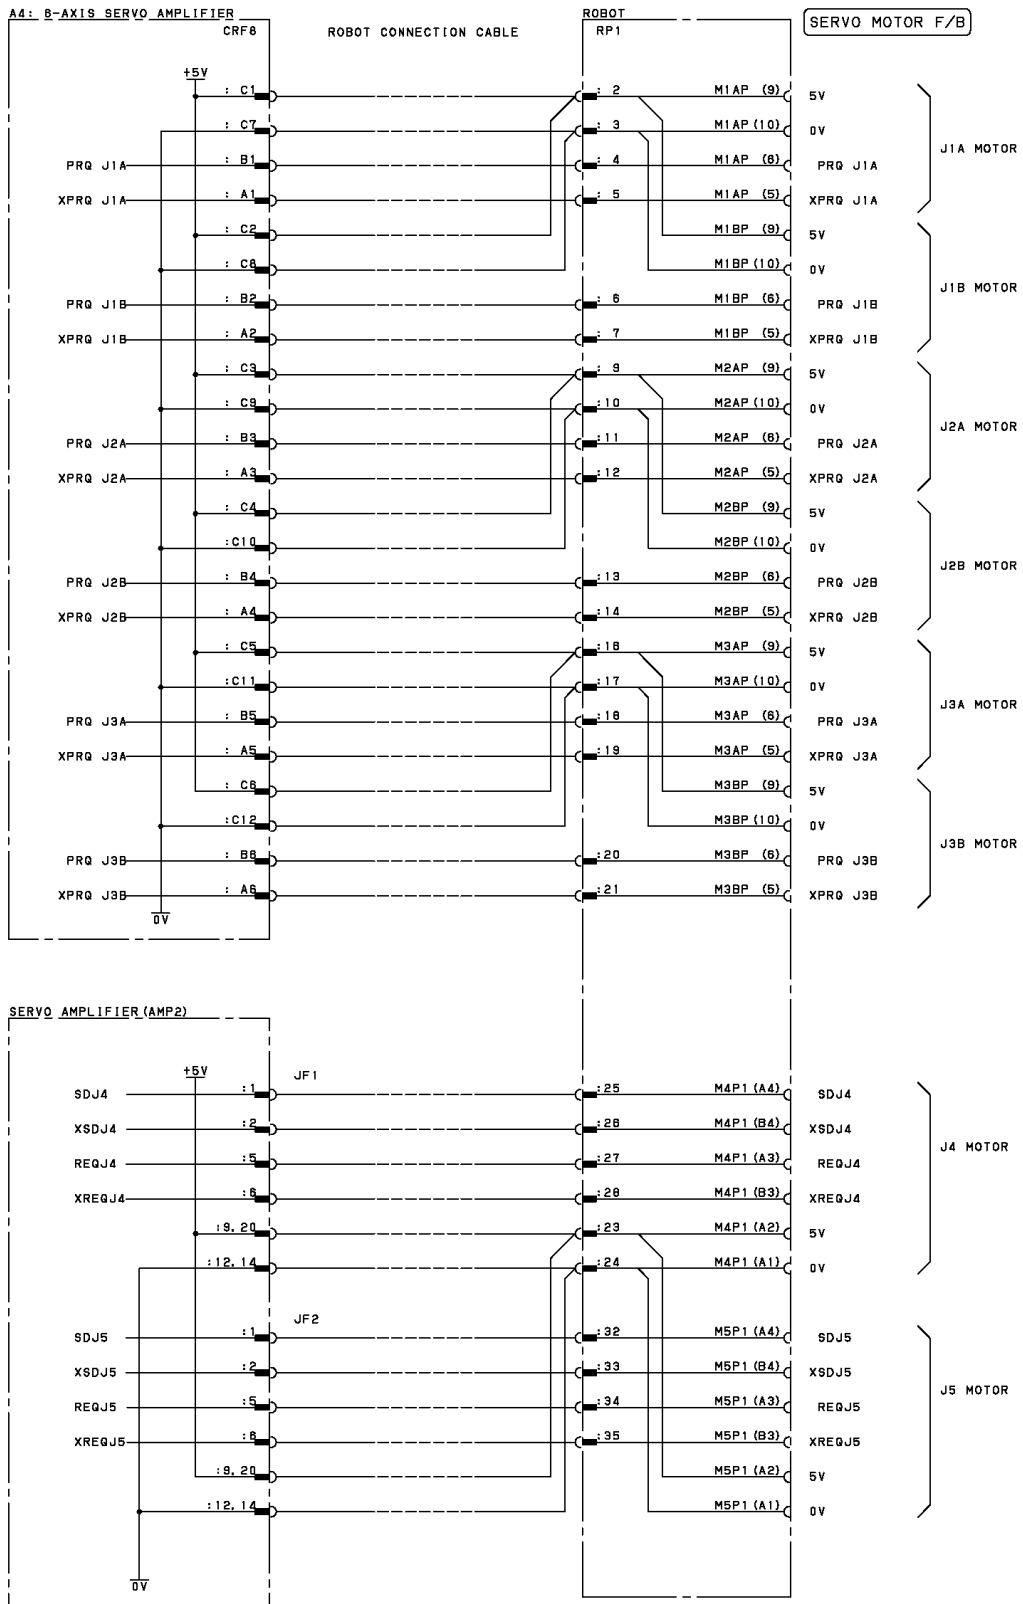 A4: 6-AXIS SERVO AMPLIFIER
CRF8
ROBOT CONNECTION CABLE
ROBOT
RP1
SERVO MOTOR F/B
+5V
: C1 : 2 M1AP (9) 5V
: C7 : 3 M1AP (10) 0V
PRQ J1A : B1 : 4 M1AP (6) PRQ J1A
XPRQ J1A : A1 : 5 M1AP (5) XPRQ J1A
J1A MOTOR
: C2 M1BP (9) 5V
: C8 M1BP (10) 0V
PRQ J1B : B2 : 6 M1BP (6) PRQ J1B
XPRQ J1B : A2 : 7 M1BP (5) XPRQ J1B
J1B MOTOR
: C3 : 9 M2AP (9) 5V
: C9 :10 M2AP (10) 0V
PRQ J2A : B3 :11 M2AP (6) PRQ J2A
XPRQ J2A : A3 :12 M2AP (5) XPRQ J2A
J2A MOTOR
: C4 M2BP (9) 5V
:C10 M2BP (10) 0V
PRQ J2B : B4 :13 M2BP (6) PRQ J2B
XPRQ J2B : A4 :14 M2BP (5) XPRQ J2B
J2B MOTOR
: C5 :16 M3AP (9) 5V
:C11 :17 M3AP (10) 0V
PRQ J3A : B5 :18 M3AP (6) PRQ J3A
XPRQ J3A : A5 :19 M3AP (5) XPRQ J3A
J3A MOTOR
: C6 M3BP (9) 5V
:C12 M3BP (10) 0V
PRQ J3B : B6 :20 M3BP (6) PRQ J3B
XPRQ J3B : A6 :21 M3BP (5) XPRQ J3B
J3B MOTOR
0V
SERVO AMPLIFIER (AMP2)
+5V
JF1
SDJ4 :1 :25 M4P1 (A4) SDJ4
XSDJ4 :2 :26 M4P1 (B4) XSDJ4
REQJ4 :5 :27 M4P1 (A3) REQJ4
XREQJ4 :6 :28 M4P1 (B3) XREQJ4
:9, 20 :23 M4P1 (A2) 5V
:12, 14 :24 M4P1 (A1) 0V
J4 MOTOR
JF2
SDJ5 :1 :32 M5P1 (A4) SDJ5
XSDJ5 :2 :33 M5P1 (B4) XSDJ5
REQJ5 :5 :34 M5P1 (A3) REQJ5
XREQJ5 :6 :35 M5P1 (B3) XREQJ5
:9, 20 M5P1 (A2) 5V
:12, 14 M5P1 (A1) 0V
J5 MOTOR
0V